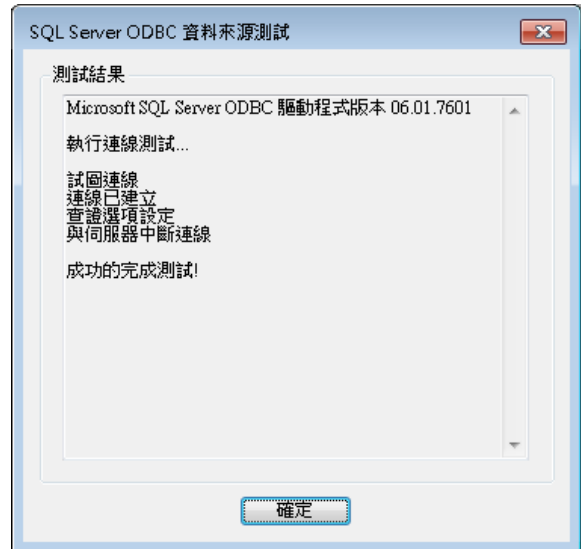 SQL Server ODBC 資料來源測試
測試結果
Microsoft SQL Server ODBC 驅動程式版本 06.01.7601
執行連線測試...
試圖連線
連線已建立
查證選項設定
與伺服器中斷連線
成功的完成測試!
確定